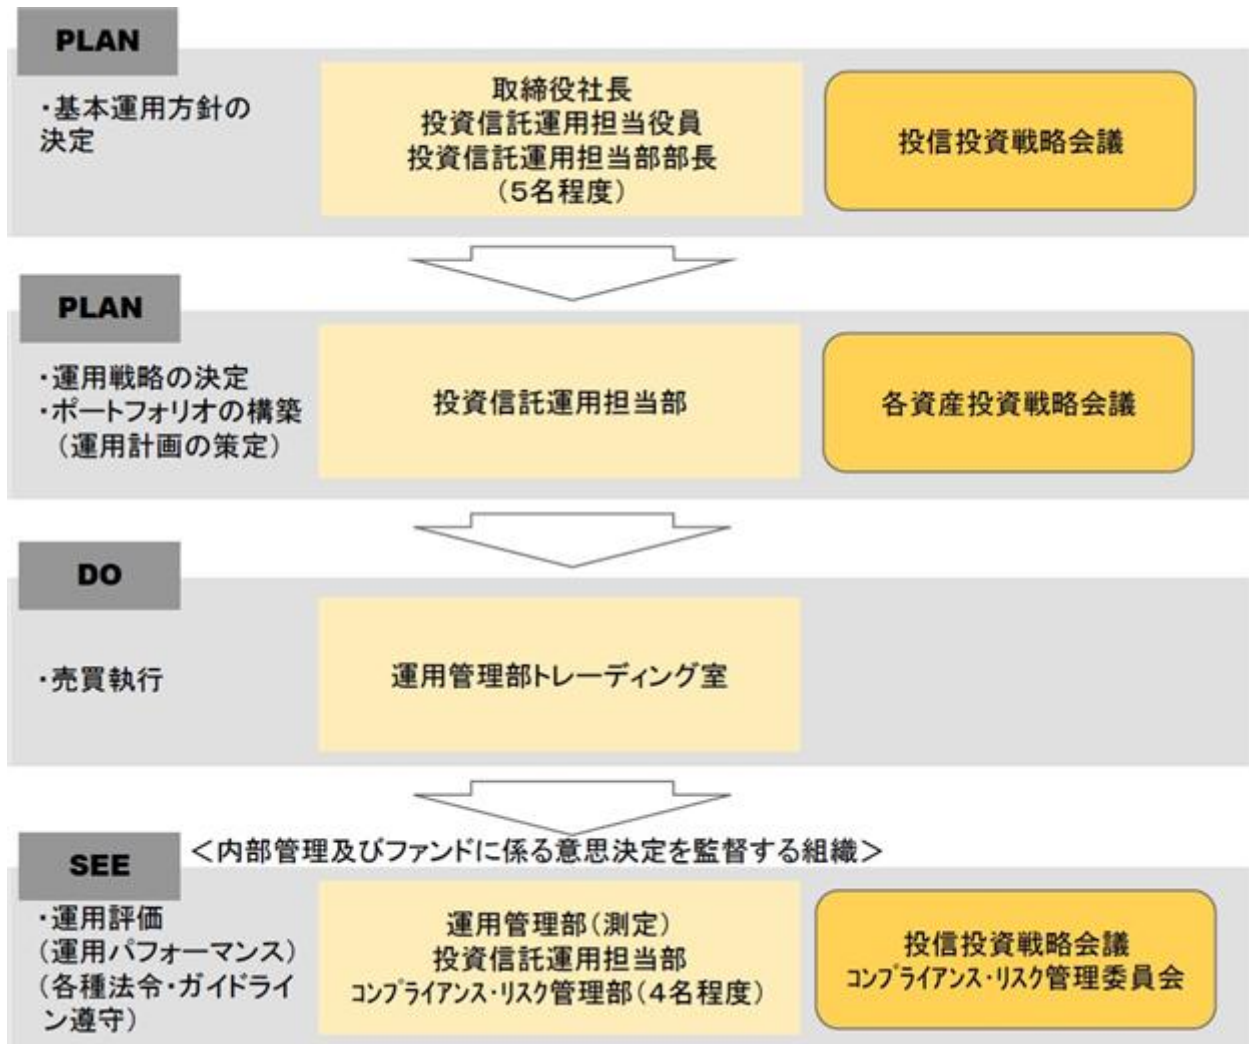 PLAN
・基本運用方針の
決定
取締役社長
投資信託運用担当役員
投資信託運用担当部部長
（５名程度）
投信投資戦略会議
PLAN
・運用戦略の決定
・ポートフォリオの構築
（運用計画の策定）
投資信託運用担当部
各資産投資戦略会議
DO
・売買執行
運用管理部トレーディング室
＜内部管理及びファンドに係る意思決定を監督する組織＞
SEE
・運用評価
（運用パフォーマンス）
（各種法令・ガイドライ
ン遵守）
運用管理部（測定）
投資信託運用担当部
ｺﾝﾌﾟﾗｲｱﾝｽ・ﾘｽｸ管理部（４名程度）
投信投資戦略会議
ｺﾝﾌﾟﾗｲｱﾝｽ・ﾘｽｸ管理委員会